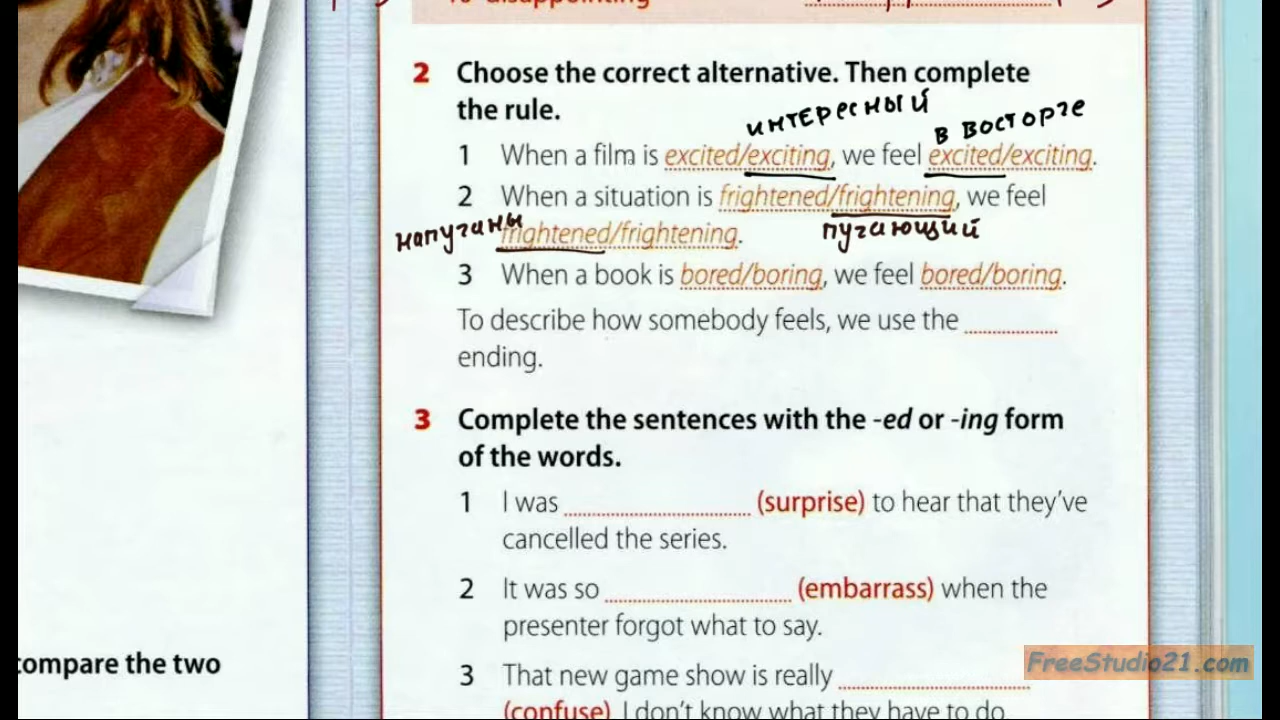 10 disappointing
2 Choose the correct alternative. Then complete
the rule.
интересный
в восторге
1 When a film is excited/exciting, we feel excited/exciting.
2 When a situation is frightened/frightening, we feel
напуганы
пугающий
frightened/frightening.
3 When a book is bored/boring, we feel bored/boring.
To describe how somebody feels, we use the ............
ending.
3 Complete the sentences with the -ed or -ing form
of the words.
1 I was ............ (surprise) to hear that they've
cancelled the series.
2 It was so ............ (embarrass) when the
presenter forgot what to say.
3 That new game show is really ............
(confuse). I don't know what they have to do.
compare the two
FreeStudio21.com